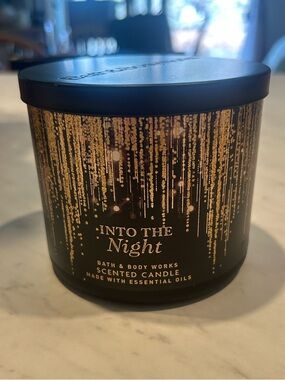 INTO THE
Night
BATH & BODY WORKS
SCENTED CANDLE
MADE WITH ESSENTIAL OILS